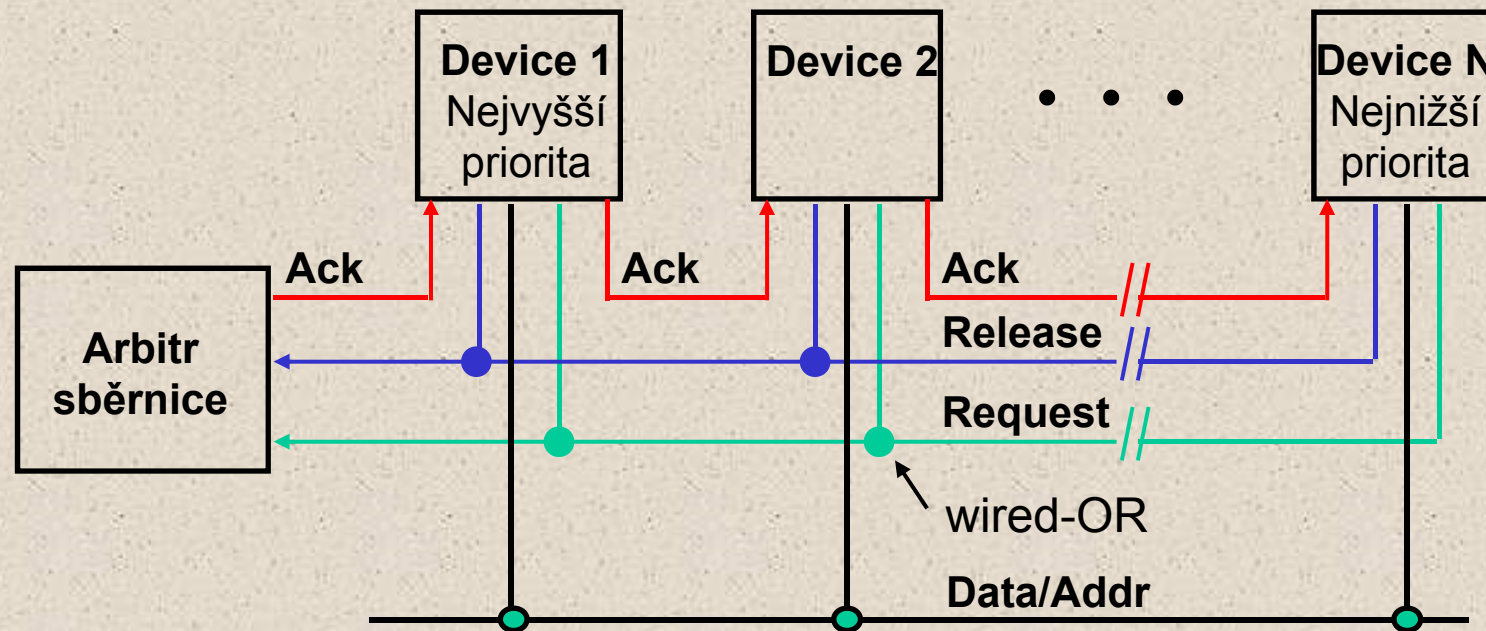 Device 1
Nejvyšší
priorita
Device 2
• • •
Device N
Nejnižší
priorita
Ack
Ack
Ack
Arbitr
sběrnice
Release
Request
wired-OR
Data/Addr